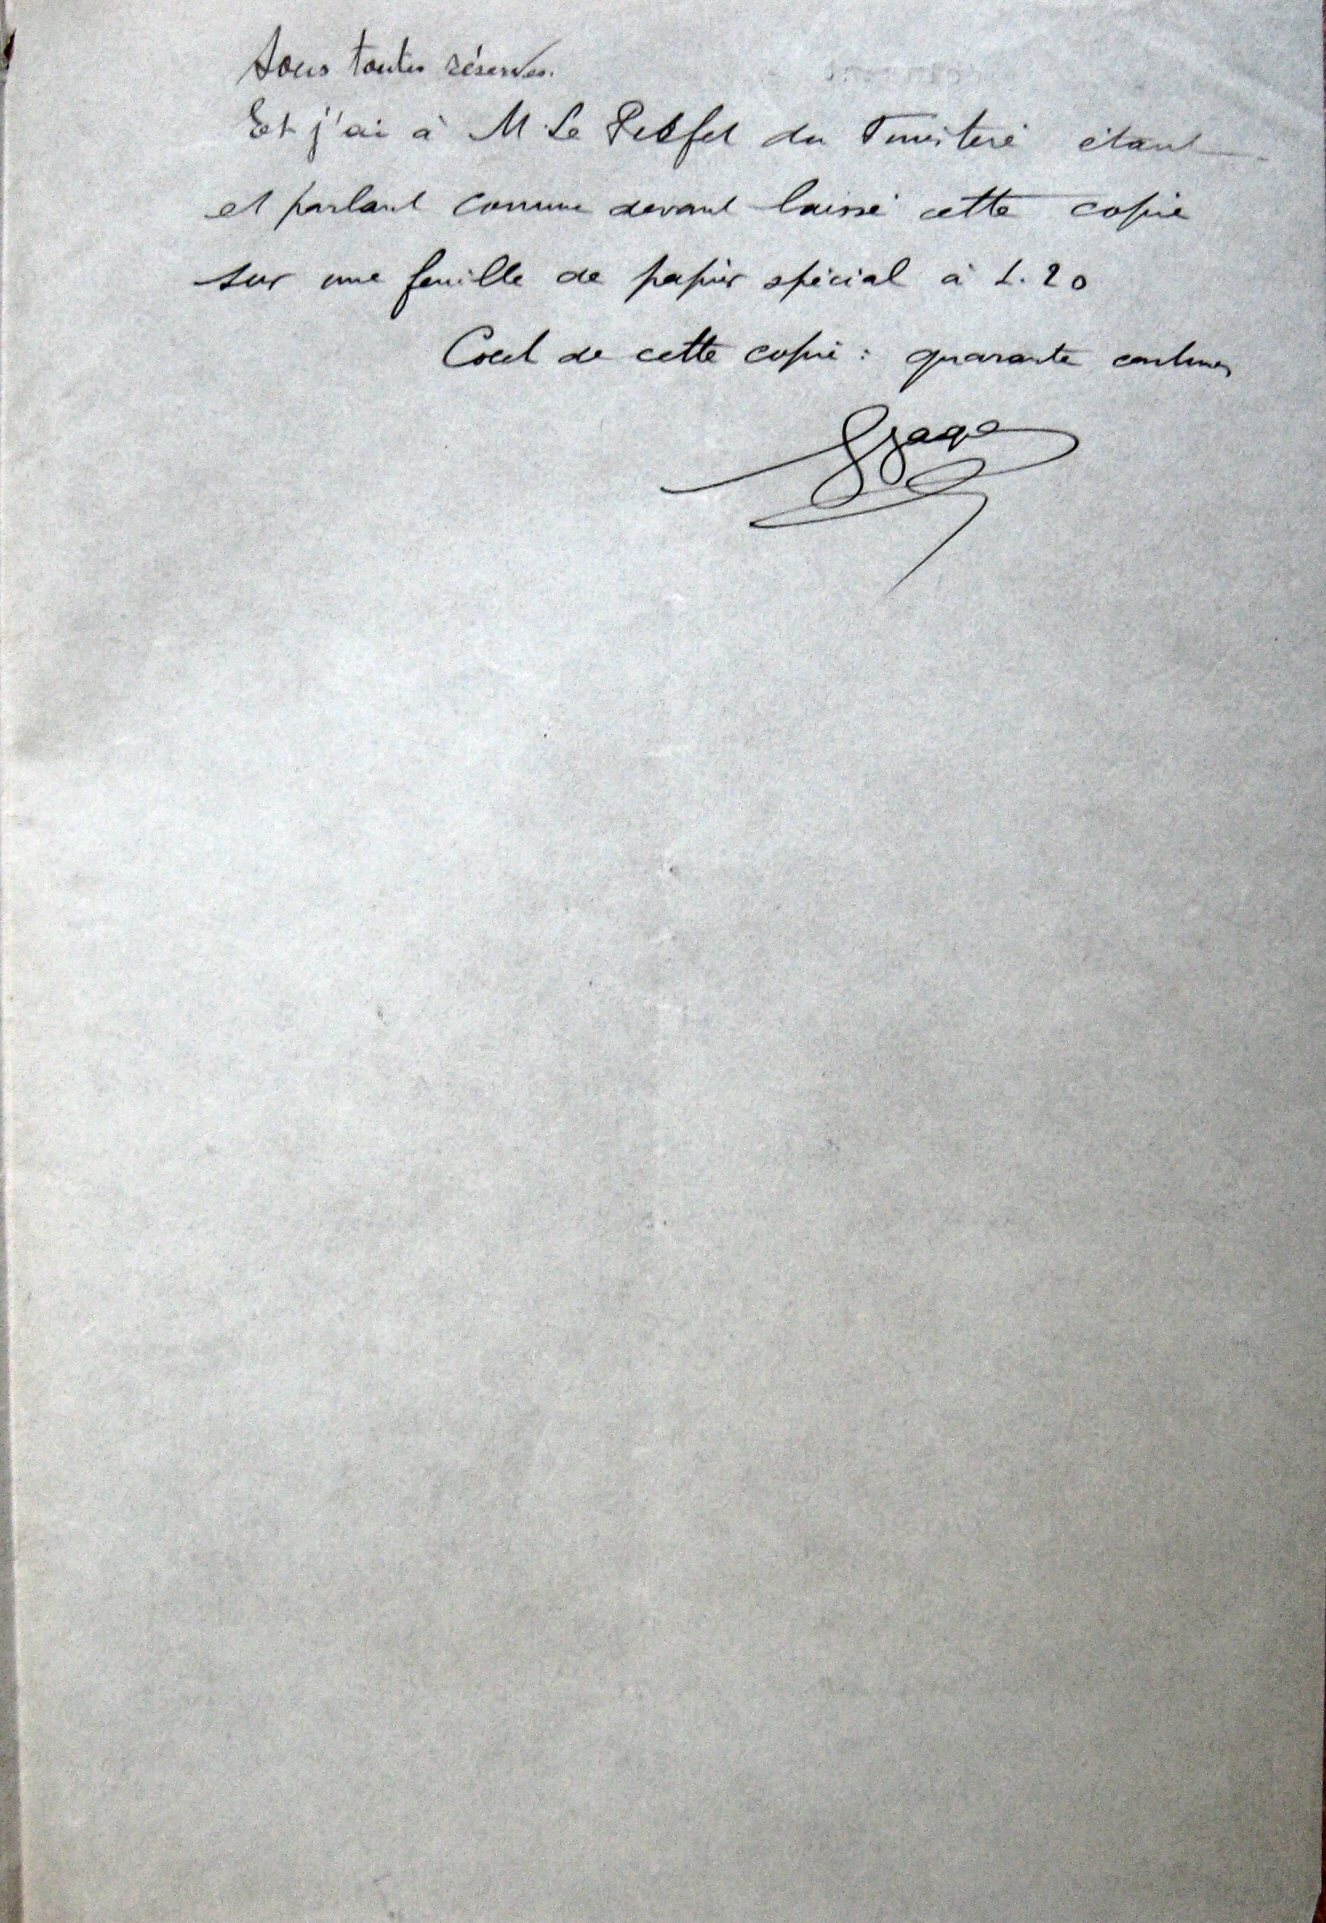 Sous toutes réserves.
Et j'ai à M Le Préfet du Finistère étant
et parlant comme devant laissé cette copie
sur une feuille de papier spécial à 1.20
Cout de cette copie : quarante centimes